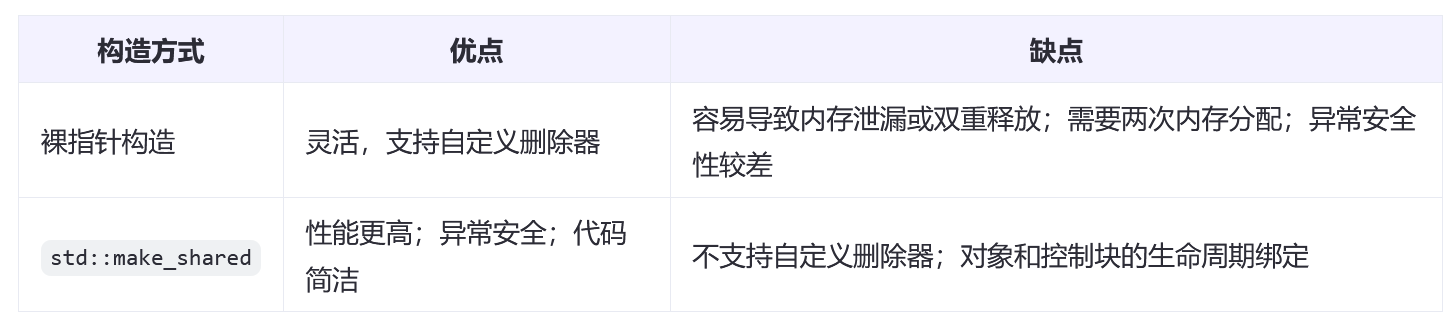 构造方式 优点 缺点
裸指针构造 灵活，支持自定义删除器 容易导致内存泄漏或双重释放；需要两次内存分配；异常安全
性较差
std::make_shared 性能更高；异常安全；代码
简洁 不支持自定义删除器；对象和控制块的生命周期绑定